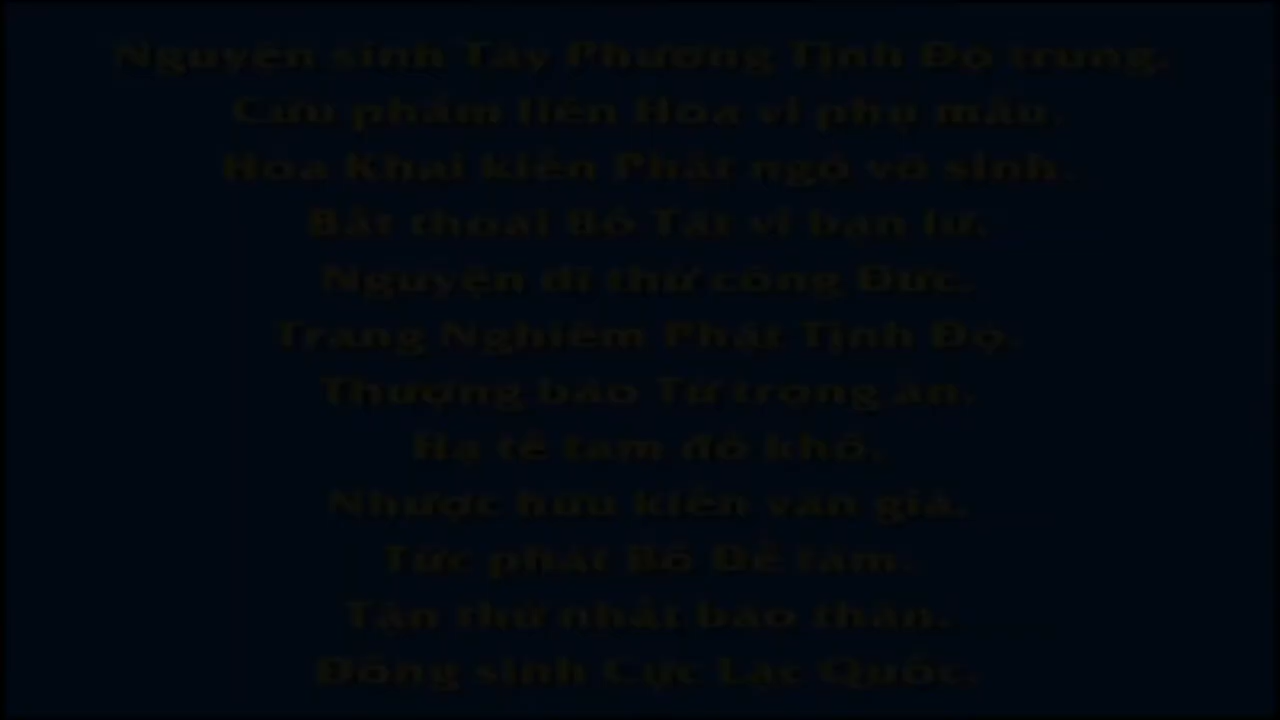 Nguyện sinh Tây Phương Tịnh Độ trung.
Cửu phẩm liên Hoa vi phụ mẫu.
Hoa Khai kiến Phật ngộ vô sinh.
Bất thoái Bồ Tát vi bạn lữ.
Nguyện dĩ thử công Đức.
Trang Nghiêm Phật Tịnh Độ.
Thượng báo Tứ trọng ân.
Hạ tế tam đồ khổ.
Nhược hữu kiến văn giả.
Tức phát Bồ Đề tâm.
Tận thử nhất báo thân.
Đồng sinh Cực Lạc Quốc.